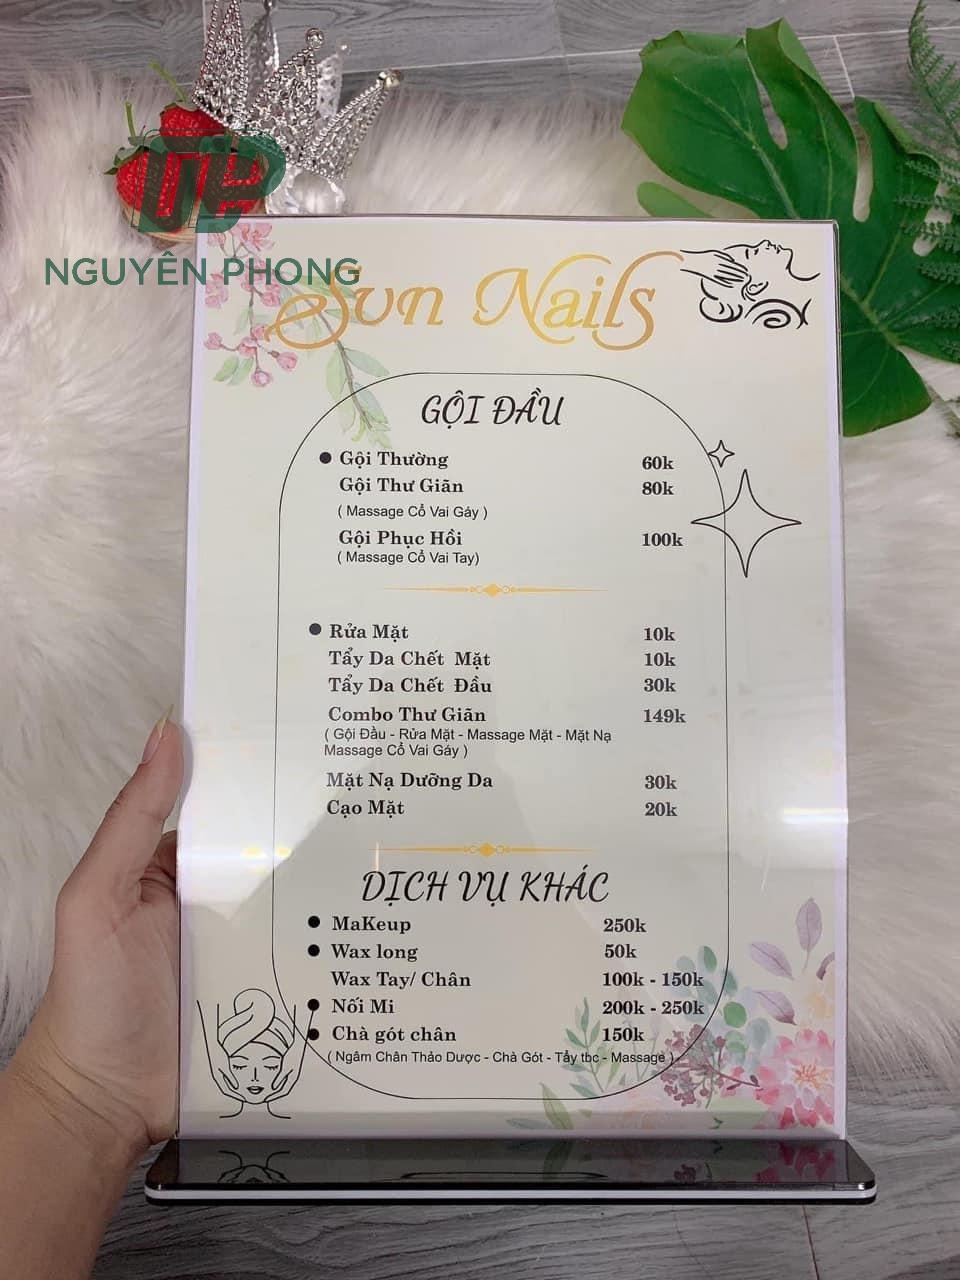 NGUYÊN PHONG
Sun Nails
GỘI ĐẦU
Gội Thường 60k
Gội Thư Giãn 80k
( Massage Cổ Vai Gáy )
Gội Phục Hồi 100k
( Massage Cổ Vai Tay)
Rửa Mặt 10k
Tẩy Da Chết Mặt 10k
Tẩy Da Chết Đầu 30k
Combo Thư Giãn 149k
( Gội Đầu - Rửa Mặt - Massage Mặt - Mặt Nạ
Massage Cổ Vai Gáy )
Mặt Nạ Dưỡng Da 30k
Cạo Mặt 20k
DỊCH VỤ KHÁC
MaKeup 250k
Wax long 50k
Wax Tay/ Chân 100k - 150k
Nối Mi 200k - 250k
Chà gót chân 150k
( Ngâm Chân Thảo Dược - Chà Gót - Tẩy tbc - Massage )